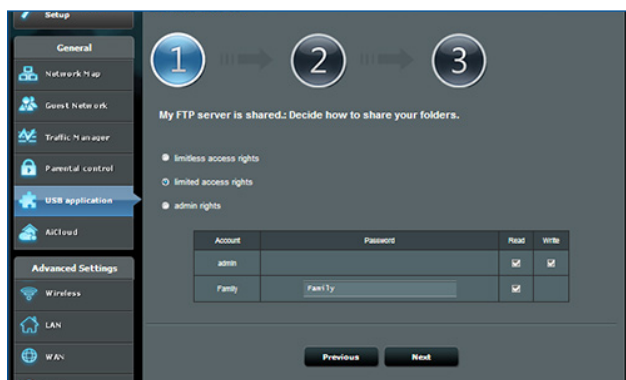 Setup
General
Network Map
Guest Network
Traffic Manager
Parental control
USB application
AiCloud
Advanced Settings
Wireless
LAN
WAN
1 2 3
My FTP server is shared.: Decide how to share your folders.
limitless access rights
limited access rights
admin rights
Account Password Read Write
admin
Family Family
Previous Next